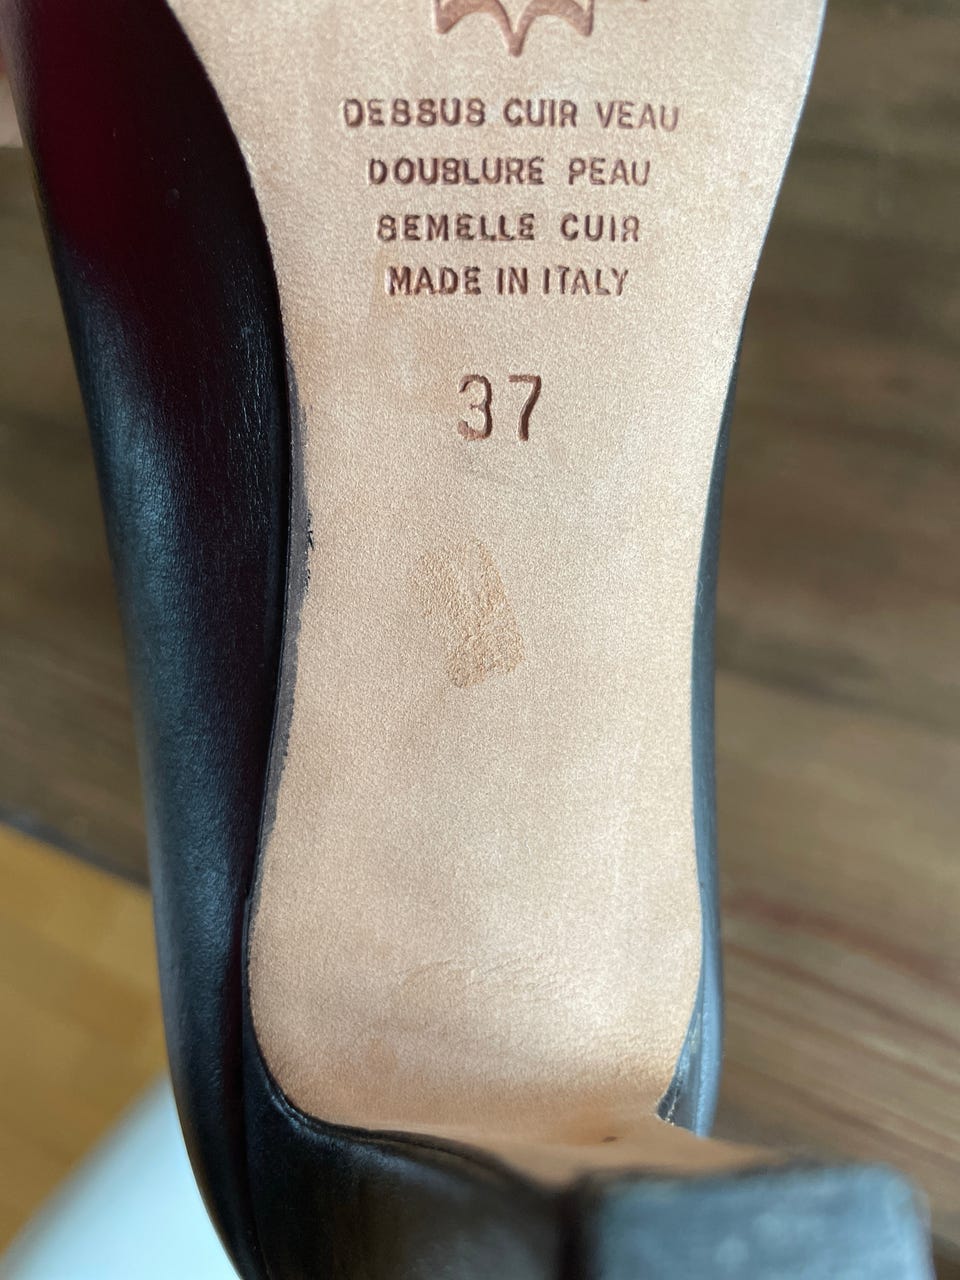 DESSUS CUIR VEAU
DOUBLURE PEAU
SEMELLE CUIR
MADE IN ITALY
37